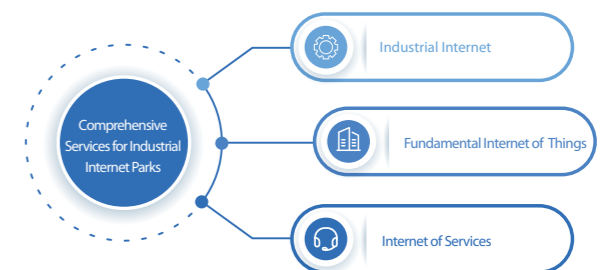 Comprehensive
Services for Industrial
Internet Parks
Industrial Internet
Fundamental Internet of Things
Internet of Services